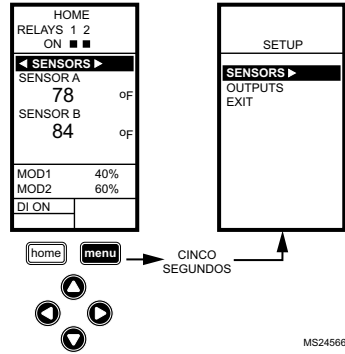 HOME
RELAYS 1 2
ON ■ ■
◄ SENSORS ►
SENSOR A
78 ºF
SENSOR B
84 ºF
MOD1 40%
MOD2 60%
DI ON
home menu
CINCO
SEGUNDOS
SETUP
SENSORS ►
OUTPUTS
EXIT
MS24566